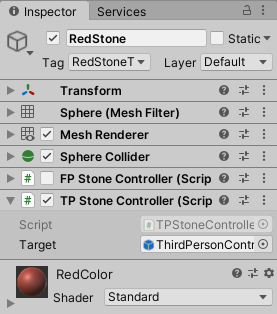 Inspector Services
RedStone Static
Tag RedStoneT Layer Default
Transform
Sphere (Mesh Filter)
Mesh Renderer
Sphere Collider
# FP Stone Controller (Scrip
# TP Stone Controller (Scrip
Script # TPStoneControlle
Target ThirdPersonContr
RedColor
Shader Standard